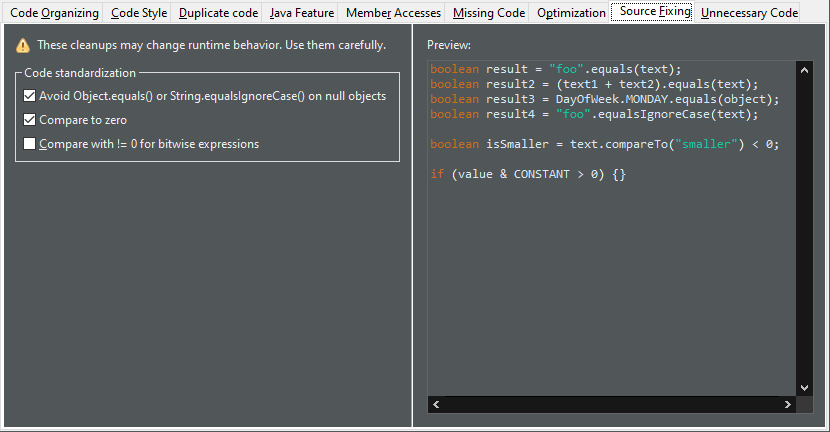 Code Organizing Code Style Duplicate code Java Feature Member Accesses Missing Code Optimization Source Fixing Unnecessary Code
These cleanups may change runtime behavior. Use them carefully.
Code standardization
Avoid Object.equals() or String.equalsIgnoreCase() on null objects
Compare to zero
Compare with != 0 for bitwise expressions
Preview:
boolean result = "foo".equals(text);
boolean result2 = (text1 + text2).equals(text);
boolean result3 = DayOfWeek.MONDAY.equals(object);
boolean result4 = "foo".equalsIgnoreCase(text);
boolean isSmaller = text.compareTo("smaller") < 0;
if (value & CONSTANT > 0) {}